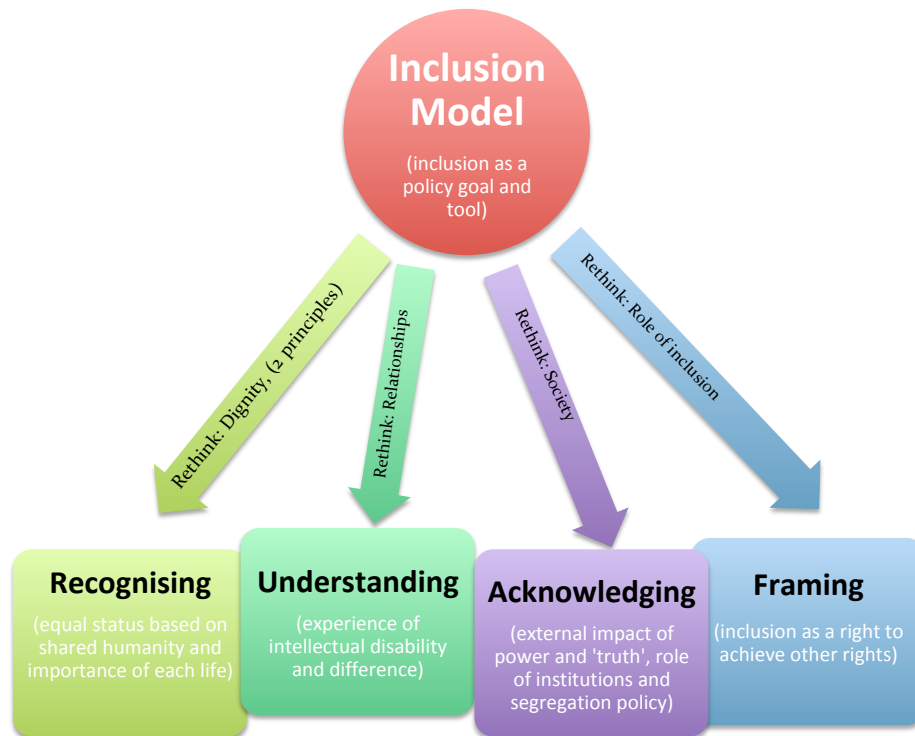 Inclusion
Model
(inclusion as a
policy goal and
tool)
Rethink: Dignity, (2 principles)
Rethink: Relationships
Rethink: Society
Rethink: Role of inclusion
Recognising
(equal status based on
shared humanity and
importance of each life)
Understanding
(experience of
intellectual disability
and difference)
Acknowledging
(external impact of
power and 'truth', role
of institutions and
segregation policy)
Framing
(inclusion as a right to
achieve other rights)